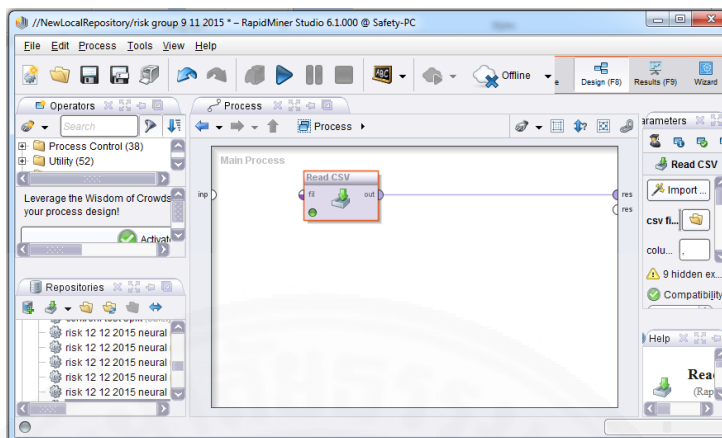 //NewLocalRepository/risk group 9 11 2015 * – RapidMiner Studio 6.1.000 @ Safety-PC
File Edit Process Tools View Help
Offline
Design (F8)
Results (F9)
Wizard
Operators
Process
Parameters
Search
Process
Process Control (38)
Utility (52)
Main Process
Read CSV
Read CSV
inp
fil
out
res
res
Import ...
Leverage the Wisdom of Crowds
your process design!
csv fi...
Activat
colu...
,
9 hidden ex...
Compatibility
Repositories
risk 12 12 2015 neural
risk 12 12 2015 neural
risk 12 12 2015 neural
risk 12 12 2015 neural
risk 12 12 2015 neural
Help
Read
(Rap